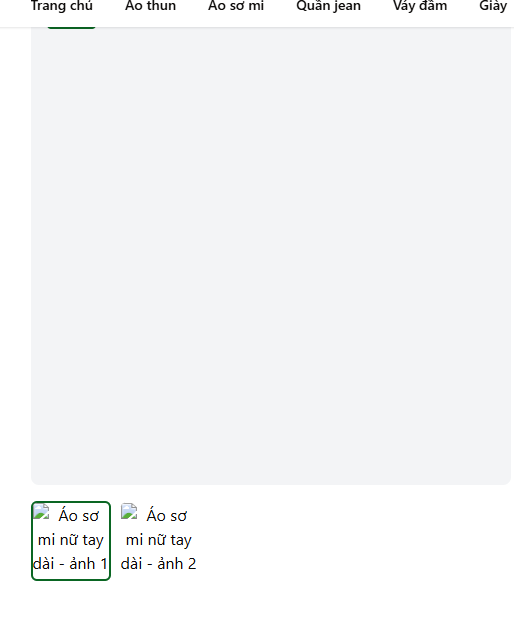 Trang chủ Áo thun Áo sơ mi Quần jean Váy đầm Giày
Áo sơ
mi nữ tay
dài - ảnh 1
Áo sơ
mi nữ tay
dài - ảnh 2